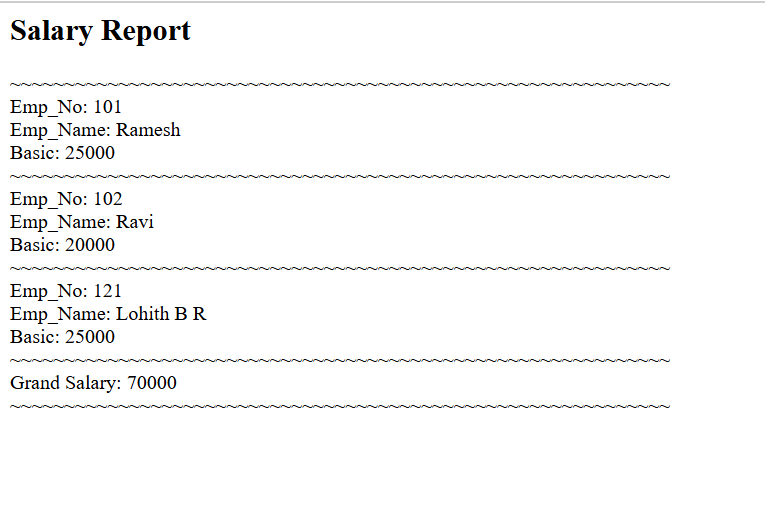 Salary Report
~~~~~~~~~~~~~~~~~~~~~~~~~~~~~~~~~~~~~~~~~~~~~~~~~~~~~~~~~~~~~
Emp_No: 101
Emp_Name: Ramesh
Basic: 25000
~~~~~~~~~~~~~~~~~~~~~~~~~~~~~~~~~~~~~~~~~~~~~~~~~~~~~~~~~~~~~
Emp_No: 102
Emp_Name: Ravi
Basic: 20000
~~~~~~~~~~~~~~~~~~~~~~~~~~~~~~~~~~~~~~~~~~~~~~~~~~~~~~~~~~~~~
Emp_No: 121
Emp_Name: Lohith B R
Basic: 25000
~~~~~~~~~~~~~~~~~~~~~~~~~~~~~~~~~~~~~~~~~~~~~~~~~~~~~~~~~~~~~
Grand Salary: 70000
~~~~~~~~~~~~~~~~~~~~~~~~~~~~~~~~~~~~~~~~~~~~~~~~~~~~~~~~~~~~~